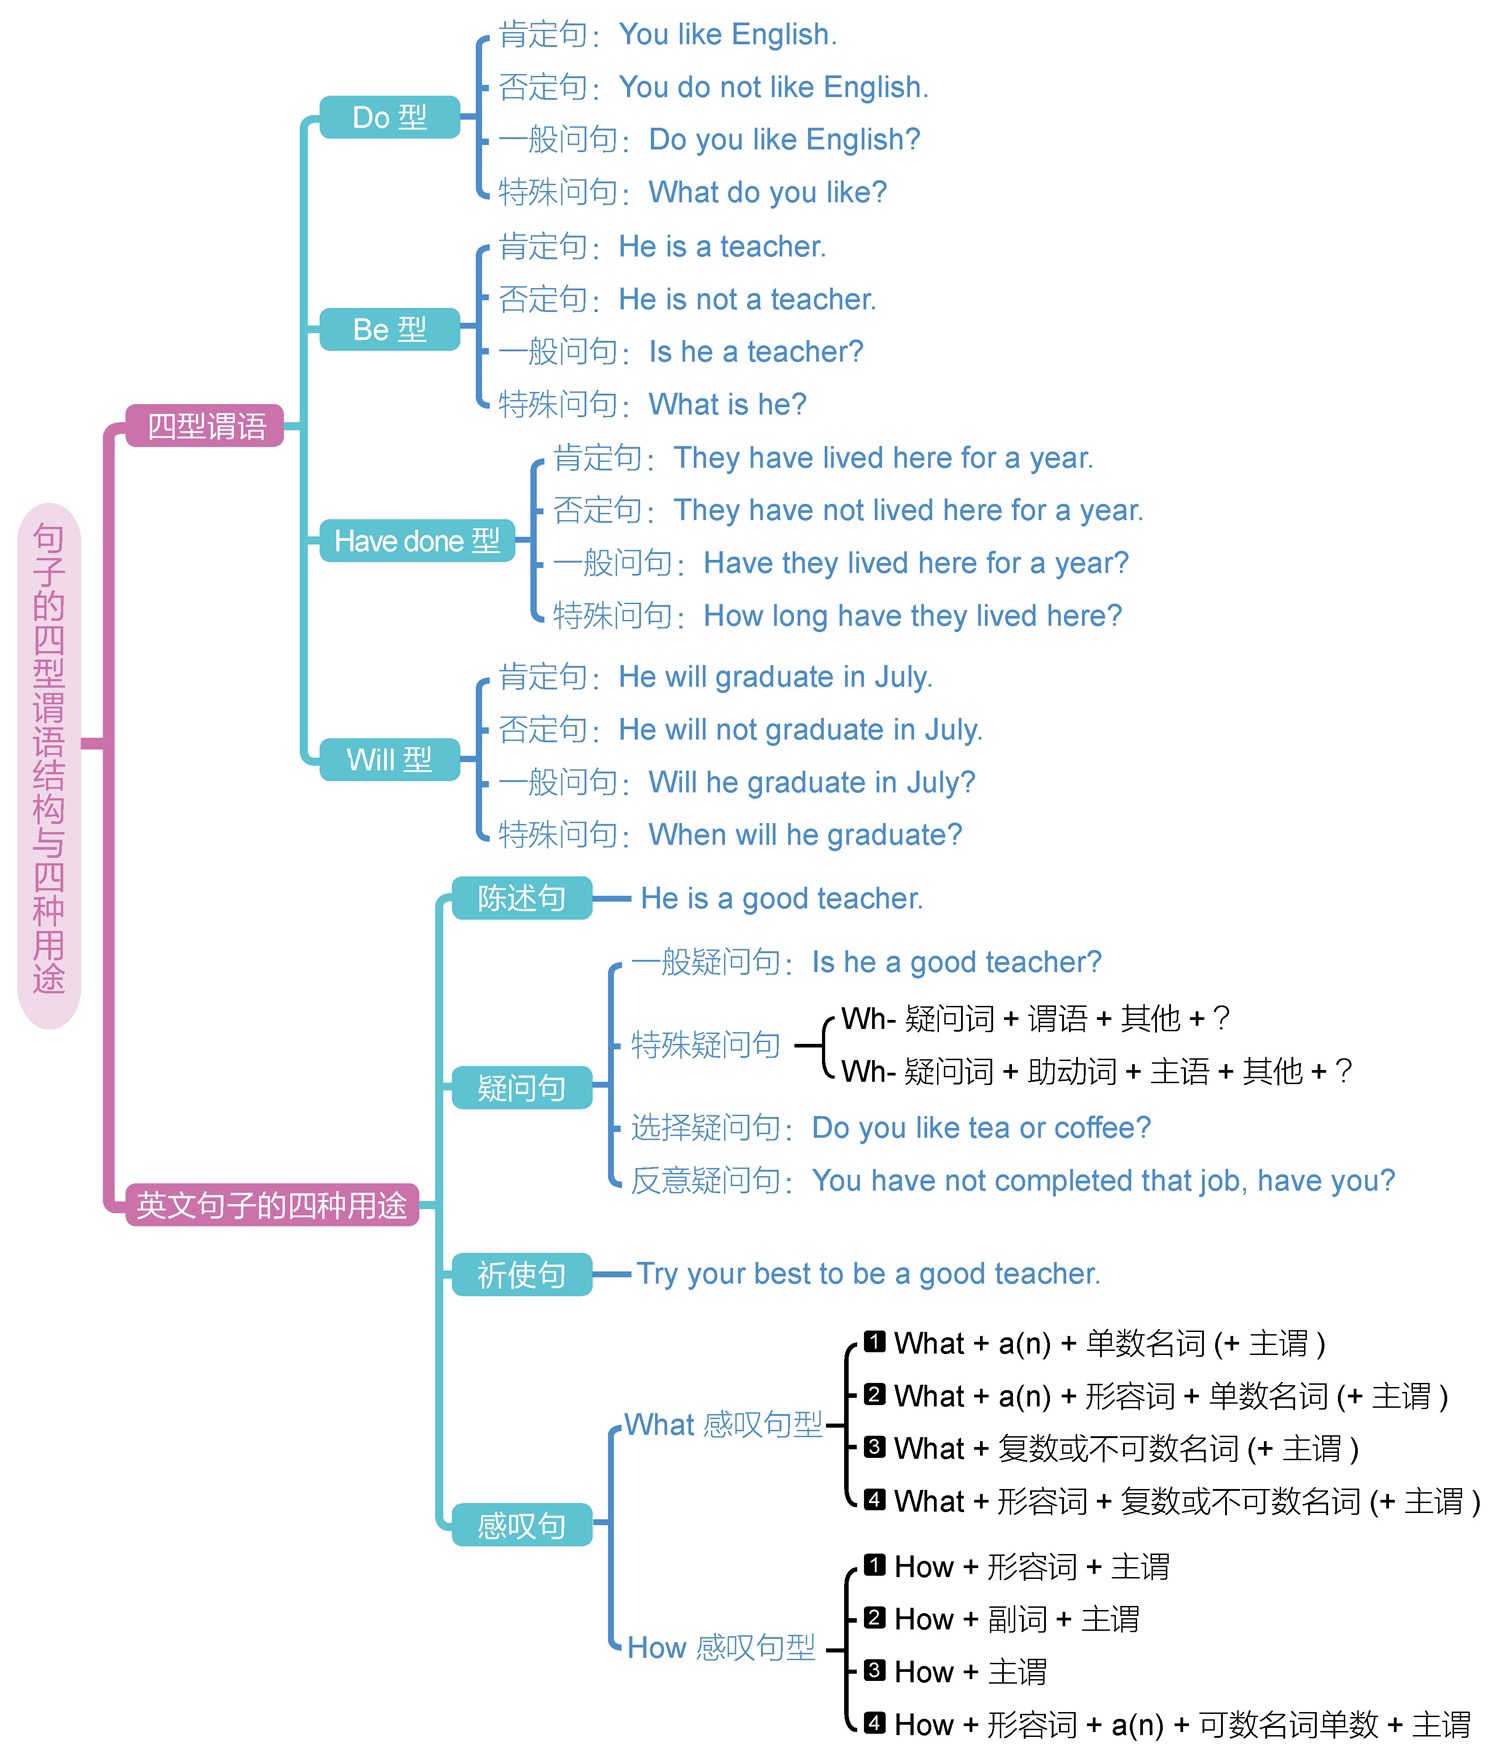 句子的四型谓语结构与四种用途
四型谓语
Do 型
肯定句：You like English.
否定句：You do not like English.
一般问句：Do you like English?
特殊问句：What do you like?
Be 型
肯定句：He is a teacher.
否定句：He is not a teacher.
一般问句：Is he a teacher?
特殊问句：What is he?
Have done 型
肯定句：They have lived here for a year.
否定句：They have not lived here for a year.
一般问句：Have they lived here for a year?
特殊问句：How long have they lived here?
Will 型
肯定句：He will graduate in July.
否定句：He will not graduate in July.
一般问句：Will he graduate in July?
特殊问句：When will he graduate?
英文句子的四种用途
陈述句
He is a good teacher.
疑问句
一般疑问句：Is he a good teacher?
特殊疑问句
Wh- 疑问词 + 谓语 + 其他 + ？
Wh- 疑问词 + 助动词 + 主语 + 其他 + ？
选择疑问句：Do you like tea or coffee?
反意疑问句：You have not completed that job, have you?
祈使句
Try your best to be a good teacher.
感叹句
What 感叹句型
1 What + a(n) + 单数名词 (+ 主谓 )
2 What + a(n) + 形容词 + 单数名词 (+ 主谓 )
3 What + 复数或不可数名词 (+ 主谓 )
4 What + 形容词 + 复数或不可数名词 (+ 主谓 )
How 感叹句型
1 How + 形容词 + 主谓
2 How + 副词 + 主谓
3 How + 主谓
4 How + 形容词 + a(n) + 可数名词单数 + 主谓